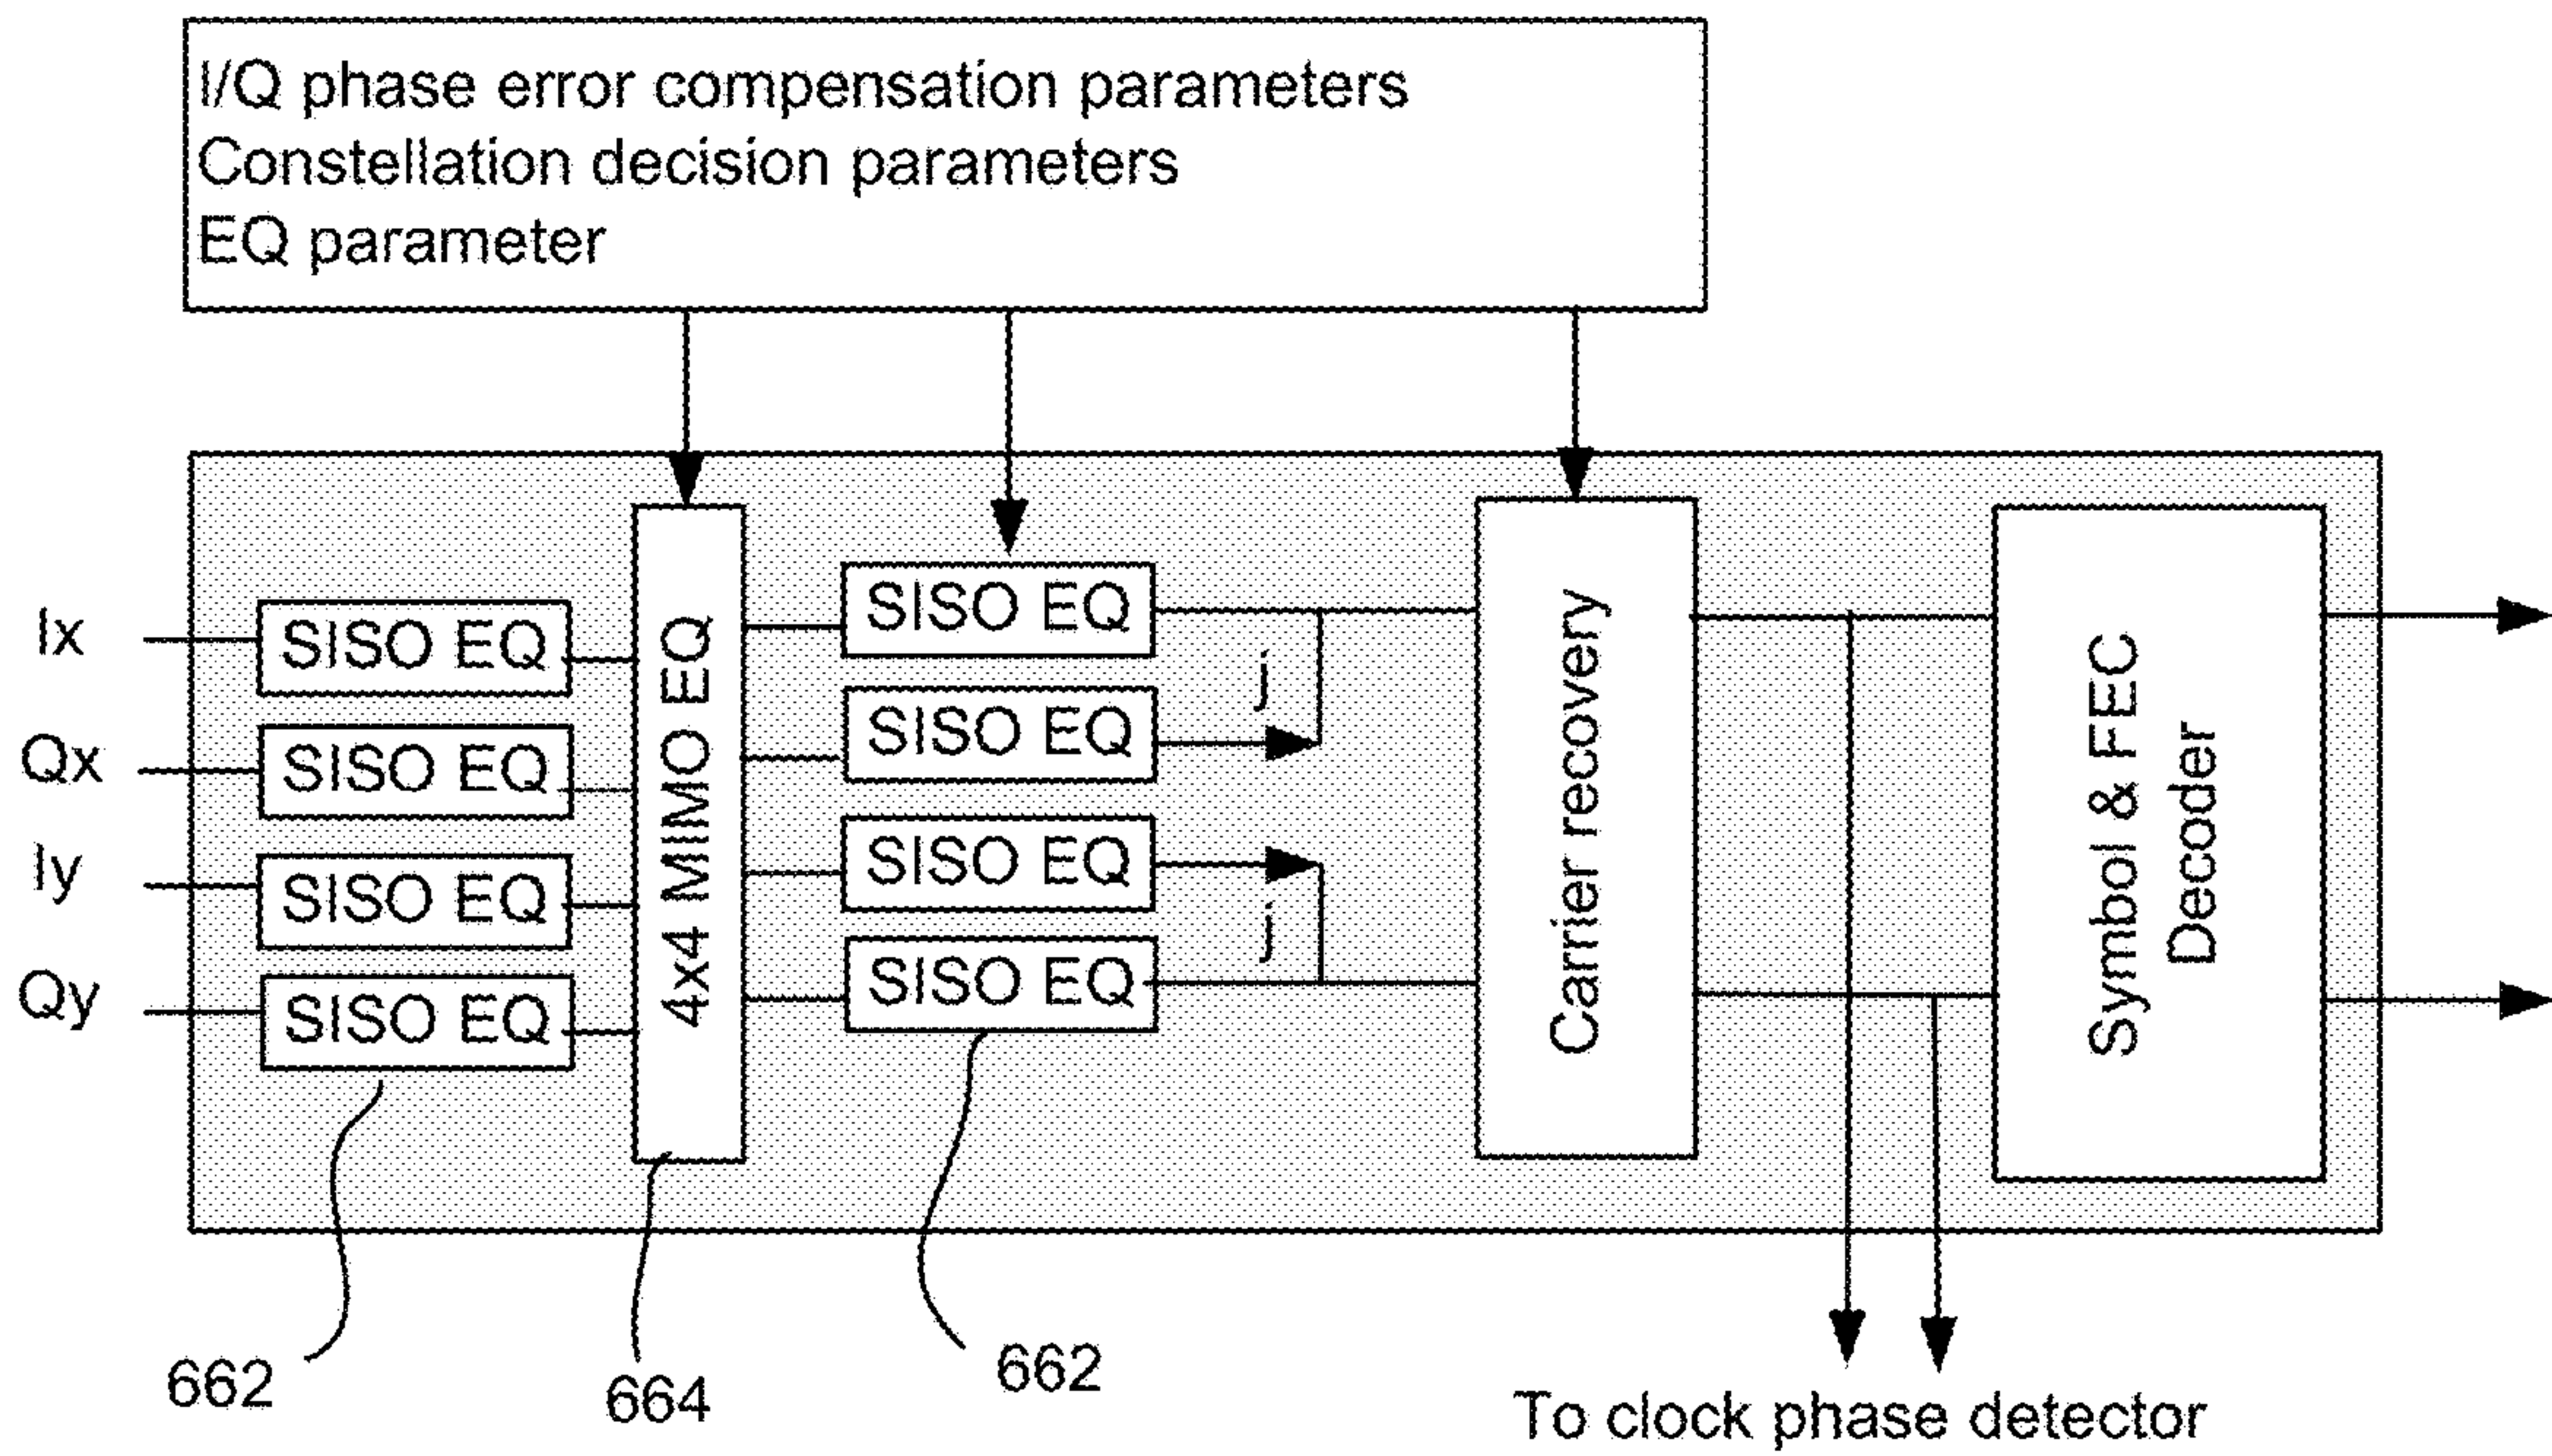 I/Q phase error compensation parameters
Constellation decision parameters
EQ parameter
Ix
Qx
Iy
Qy
SISO EQ
SISO EQ
SISO EQ
SISO EQ
4x4 MIMO EQ
SISO EQ
SISO EQ
SISO EQ
SISO EQ
j
j
Carrier recovery
Symbol & FEC
Decoder
662
664
662
To clock phase detector